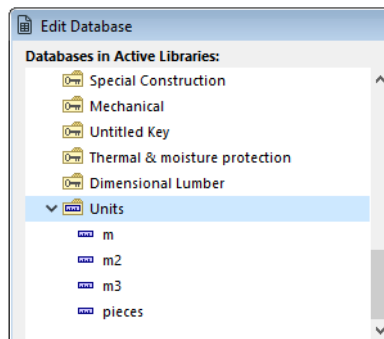 Edit Database
Databases in Active Libraries:
Special Construction
Mechanical
Untitled Key
Thermal & moisture protection
Dimensional Lumber
Units
m
m2
m3
pieces